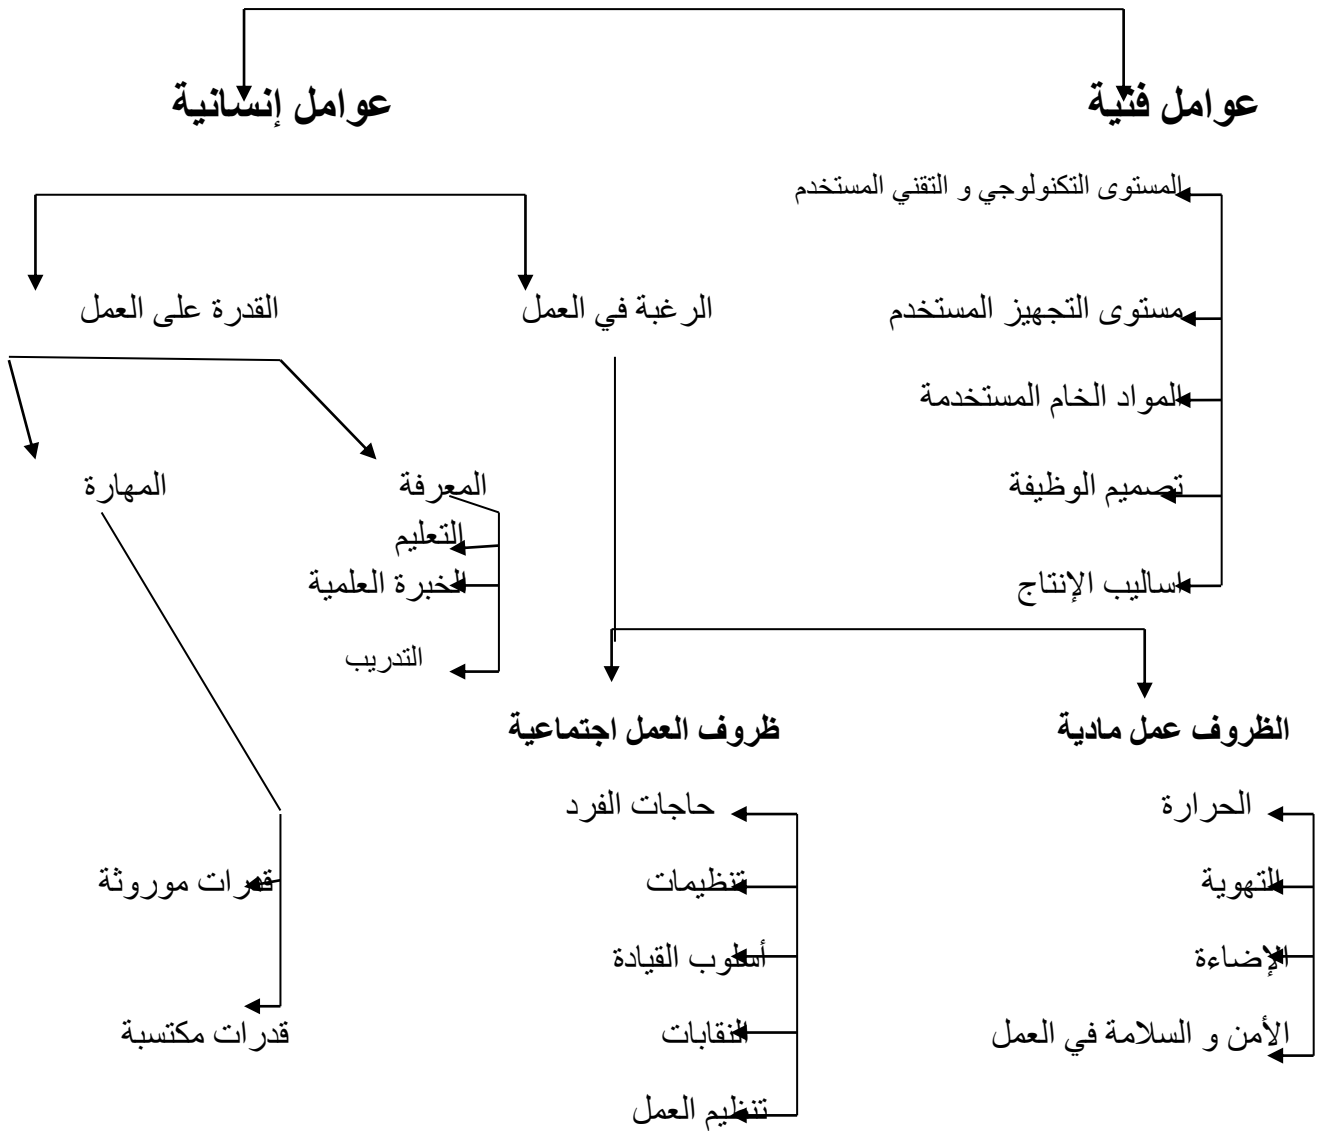 عوامل فنية
عوامل إنسانية
المستوى التكنولوجي و التقني المستخدم
مستوى التجهيز المستخدم
الرغبة في العمل
القدرة على العمل
المواد الخام المستخدمة
تصميم الوظيفة
المعرفة
المهارة
التعليم
الخبرة العلمية
اساليب الإنتاج
التدريب
الظروف عمل مادية
ظروف العمل اجتماعية
الحرارة
حاجات الفرد
التهوية
تنظيمات
قدرات موروثة
الإضاءة
أسلوب القيادة
الأمن و السلامة في العمل
النقابات
قدرات مكتسبة
تنظيم العمل